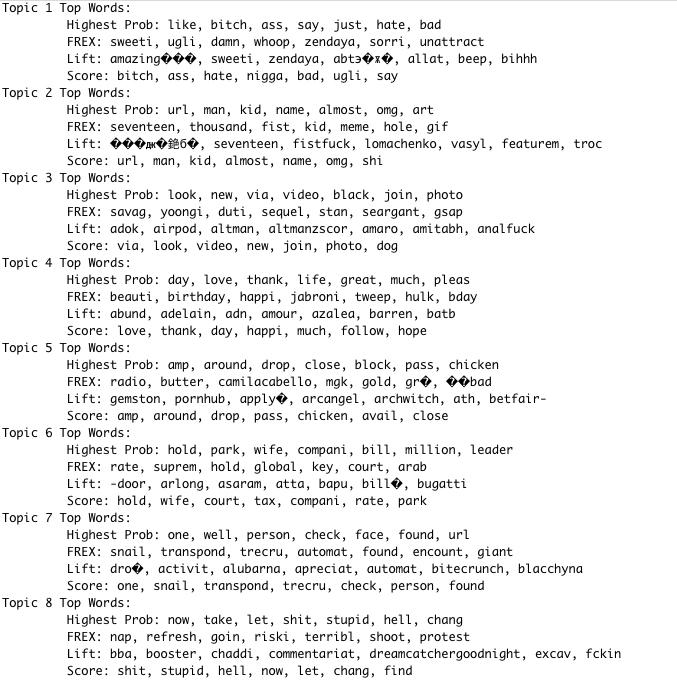 Topic 1 Top Words:
Highest Prob: like, bitch, ass, say, just, hate, bad
FREX: sweeti, ugli, damn, whoop, zendaya, sorri, unattract
Lift: amazing���, sweeti, zendaya, abtэ�ѫ�, allat, beep, bihhh
Score: bitch, ass, hate, nigga, bad, ugli, say
Topic 2 Top Words:
Highest Prob: url, man, kid, name, almost, omg, art
FREX: seventeen, thousand, fist, kid, meme, hole, gif
Lift: seventeen, fistfuck, lomachenko, vasyl, featurem, troc
Score: url, man, kid, almost, name, omg, shi
Topic 3 Top Words:
Highest Prob: look, new, via, video, black, join, photo
FREX: savag, yoongi, duti, sequel, stan, seargant, gsap
Lift: adok, airpod, altman, altmanzscor, amaro, amitabh, analfuck
Score: via, look, video, new, join, photo, dog
Topic 4 Top Words:
Highest Prob: day, love, thank, life, great, much, pleas
FREX: beauti, birthday, happi, jabroni, tweep, hulk, bday
Lift: abund, adelain, adn, amour, azalea, barren, batb
Score: love, thank, day, happi, much, follow, hope
Topic 5 Top Words:
Highest Prob: amp, around, drop, close, block, pass, chicken
FREX: radio, butter, camilacabello, mgk, gold, gr�, ��bad
Lift: gemston, pornhub, apply�, arcangel, archwitch, ath, betfair-
Score: amp, around, drop, pass, chicken, avail, close
Topic 6 Top Words:
Highest Prob: hold, park, wife, compani, bill, million, leader
FREX: rate, suprem, hold, global, key, court, arab
Lift: -door, arlong, asaram, atta, bapu, bill�, bugatti
Score: hold, wife, court, tax, compani, rate, park
Topic 7 Top Words:
Highest Prob: one, well, person, check, face, found, url
FREX: snail, transpond, trecru, automat, found, encount, giant
Lift: dro�, activit, alubarna, apreciat, automat, bitecrunch, blacchyna
Score: one, snail, transpond, trecru, check, person, found
Topic 8 Top Words:
Highest Prob: now, take, let, shit, stupid, hell, chang
FREX: nap, refresh, goin, riski, terribl, shoot, protest
Lift: bba, booster, chaddi, commentariat, dreamcatchergoodnight, excav, fckin
Score: shit, stupid, hell, now, let, chang, find